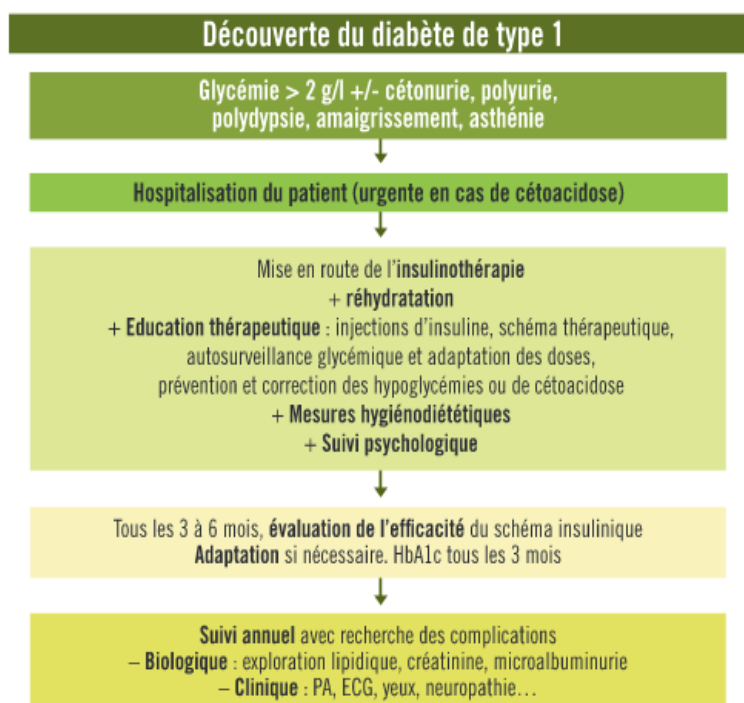 Découverte du diabète de type 1
Glycémie > 2 g/l +/- cétonurie, polyurie,
polydypsie, amaigrissement, asthénie
Hospitalisation du patient (urgente en cas de cétoacidose)
Mise en route de l'insulinothérapie
+ réhydratation
+ Education thérapeutique : injections d'insuline, schéma thérapeutique,
autosurveillance glycémique et adaptation des doses,
prévention et correction des hypoglycémies ou de cétoacidose
+ Mesures hygiénodiététiques
+ Suivi psychologique
Tous les 3 à 6 mois, évaluation de l'efficacité du schéma insulinique
Adaptation si nécessaire. HbA1c tous les 3 mois
Suivi annuel avec recherche des complications
– Biologique : exploration lipidique, créatinine, microalbuminurie
– Clinique : PA, ECG, yeux, neuropathie…